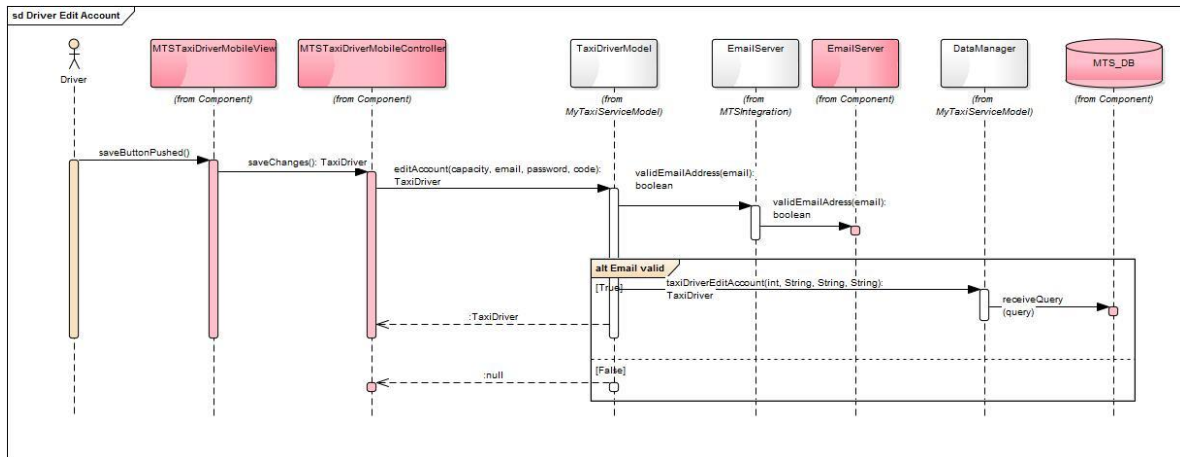 sd Driver Edit Account
Driver
MTSTaxiDriverMobileView
(from Component)
MTSTaxiDriverMobileController
(from Component)
TaxiDriverModel
(from
MyTaxiServiceModel)
EmailServer
(from
MTSIntegration)
EmailServer
(from Component)
DataManager
(from
MyTaxiServiceModel)
MTS_DB
(from Component)
saveButtonPushed()
saveChanges(): TaxiDriver
editAccount(capacity, email, password, code):
TaxiDriver
validEmailAddress(email):
boolean
validEmailAdress(email):
boolean
alt Email valid
[True]
taxiDriverEditAccount(int, String, String, String):
TaxiDriver
receiveQuery
(query)
:TaxiDriver
[False]
:null